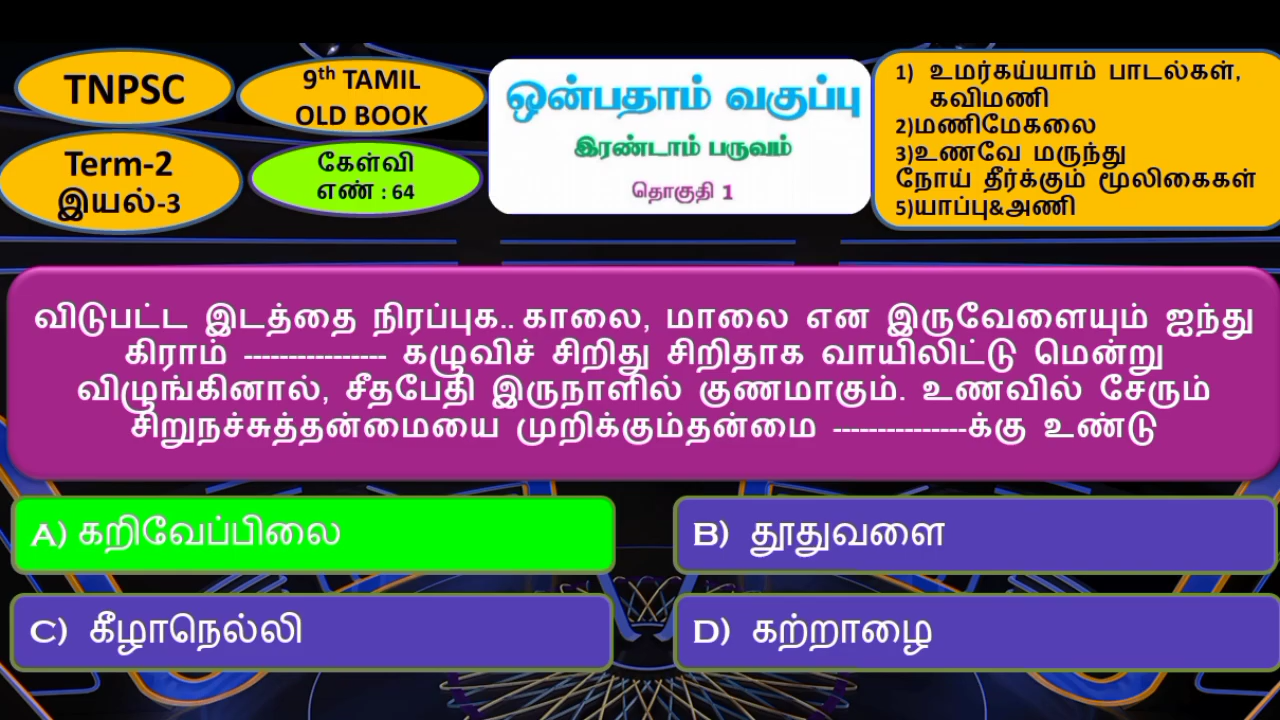 TNPSC
9th TAMIL
OLD BOOK
Term-2
இயல்-3
கேள்வி
எண் : 64
ஒன்பதாம் வகுப்பு
இரண்டாம் பருவம்
தொகுதி 1
1) உமர்கய்யாம் பாடல்கள்,
கவிமணி
2)மணிமேகலை
3)உணவே மருந்து
நோய் தீர்க்கும் மூலிகைகள்
5)யாப்பு&அணி
விடுபட்ட இடத்தை நிரப்புக.. காலை, மாலை என இருவேளையும் ஐந்து
கிராம் ---------------- கழுவிச் சிறிது சிறிதாக வாயிலிட்டு மென்று
விழுங்கினால், சீதபேதி இருநாளில் குணமாகும். உணவில் சேரும்
சிறுநச்சுத்தன்மையை முறிக்கும்தன்மை ---------------க்கு உண்டு
A) கறிவேப்பிலை
B) தூதுவளை
C) கீழாநெல்லி
D) கற்றாழை